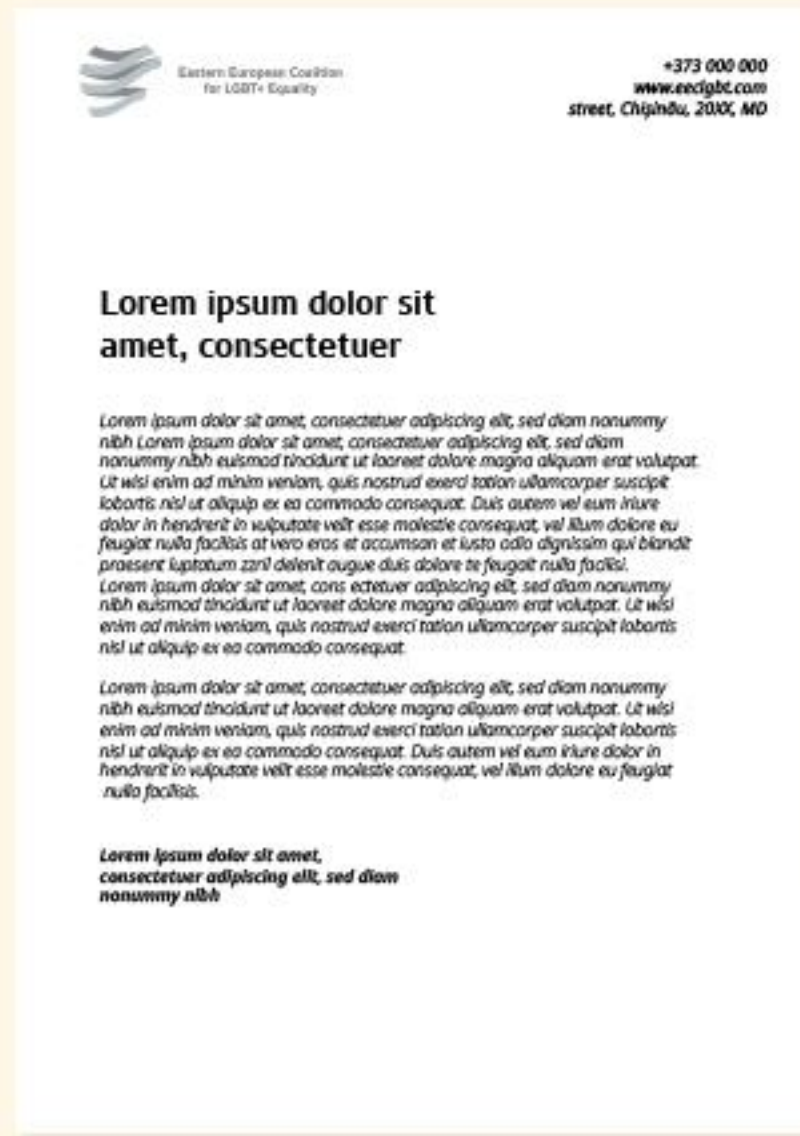 Eastern European Coalition
for LGBT+ Equality
+373 000 000
www.eeclgbt.com
street, Chișinău, 20XX, MD
Lorem ipsum dolor sit
amet, consectetuer
Lorem ipsum dolor sit amet, consectetuer adipiscing elit, sed diam nonummy
nibh Lorem ipsum dolor sit amet, consectetuer adipiscing elit, sed diam
nonummy nibh euismod tincidunt ut laoreet dolore magna aliquam erat volutpat.
Ut wisi enim ad minim veniam, quis nostrud exerci tation ullamcorper suscipit
lobortis nisl ut aliquip ex ea commodo consequat. Duis autem vel eum iriure
dolor in hendrerit in vulputate velit esse molestie consequat, vel illum dolore eu
feugiat nulla facilisis at vero eros et accumsan et iusto odio dignissim qui blandit
praesent luptatum zzril delenit augue duis dolore te feugait nulla facilisi.
Lorem ipsum dolor sit amet, cons ectetuer adipiscing elit, sed diam nonummy
nibh euismod tincidunt ut laoreet dolore magna aliquam erat volutpat. Ut wisi
enim ad minim veniam, quis nostrud exerci tation ullamcorper suscipit lobortis
nisl ut aliquip ex ea commodo consequat.
Lorem ipsum dolor sit amet, consectetuer adipiscing elit, sed diam nonummy
nibh euismod tincidunt ut laoreet dolore magna aliquam erat volutpat. Ut wisi
enim ad minim veniam, quis nostrud exerci tation ullamcorper suscipit lobortis
nisl ut aliquip ex ea commodo consequat. Duis autem vel eum iriure dolor in
hendrerit in vulputate velit esse molestie consequat, vel illum dolore eu feugiat
nulla facilisis.
Lorem ipsum dolor sit amet,
consectetuer adipiscing elit, sed diam
nonummy nibh